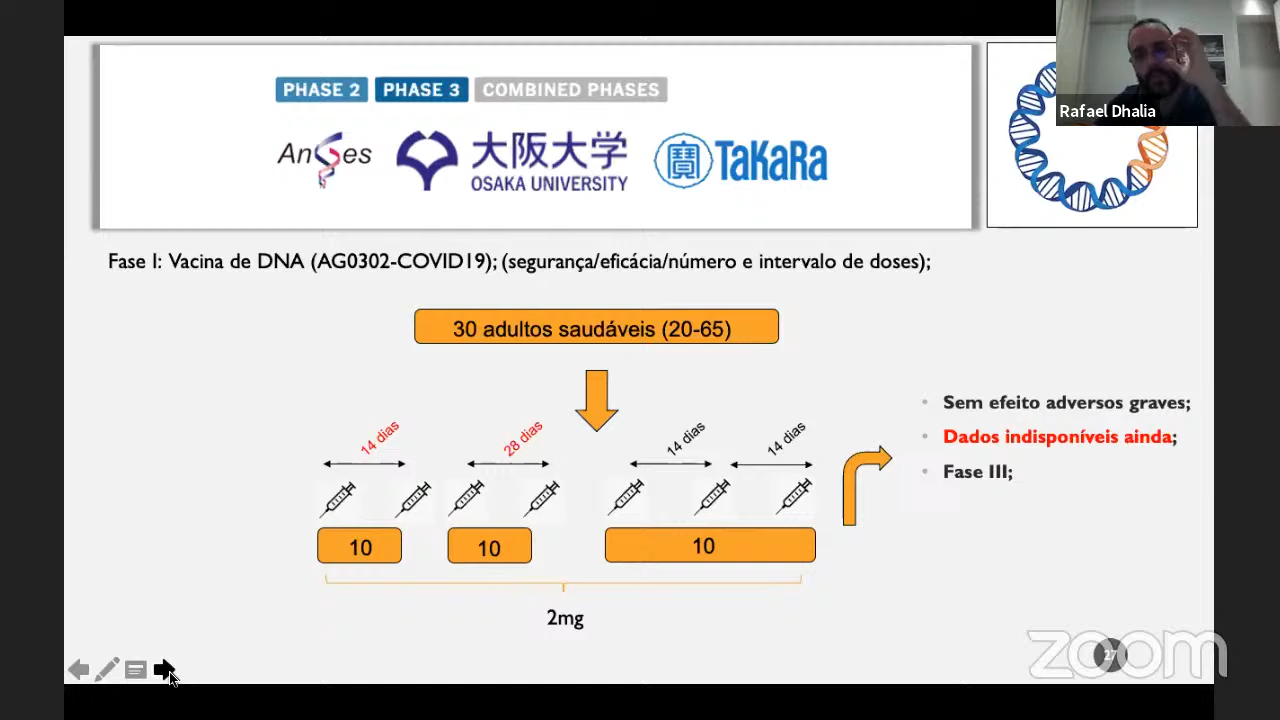 PHASE 2 PHASE 3 COMBINED PHASES
AnGes 大阪大学 OSAKA UNIVERSITY 寶 TaKaRa
Rafael Dhalia
Fase I: Vacina de DNA (AG0302-COVID19); (segurança/eficácia/número e intervalo de doses);
30 adultos saudáveis (20-65)
14 dias
28 dias
14 dias
14 dias
10
10
10
2mg
Sem efeito adversos graves;
Dados indisponíveis ainda;
Fase III;
zoom
27